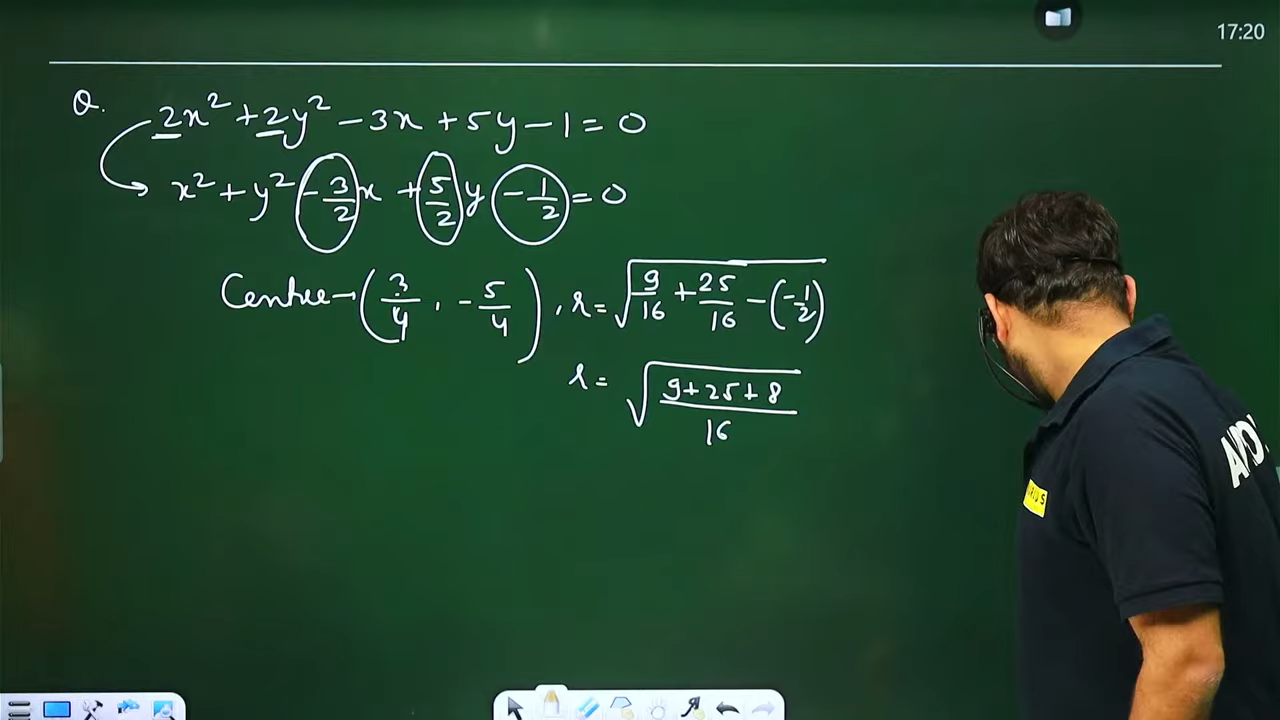 17:20
Q. 2x² + 2y² - 3x + 5y - 1 = 0
x² + y² - 3/2 x + 5/2 y - 1/2 = 0
Centre → (3/4, -5/4), r = √(9/16 + 25/16 - (-1/2))
r = √((9+25+8)/16)